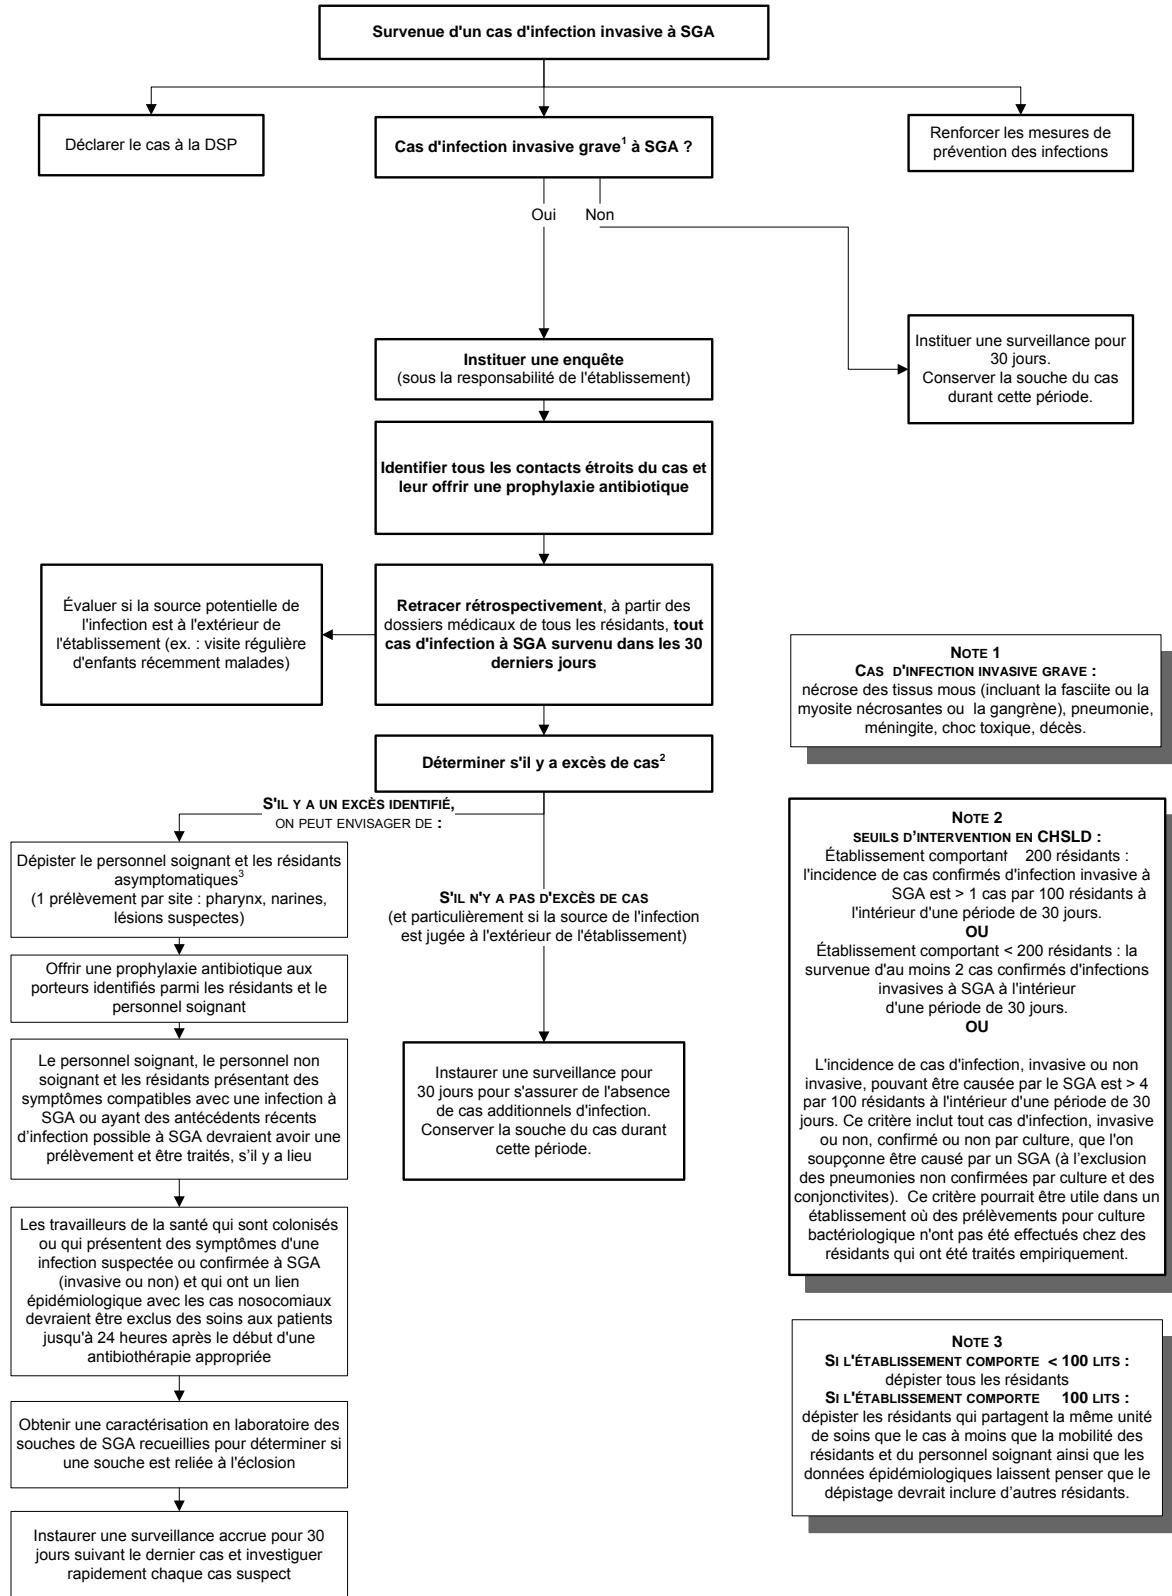 Survenue d'un cas d'infection invasive à SGA
Déclarer le cas à la DSP
Cas d'infection invasive grave¹ à SGA ?
Renforcer les mesures de
prévention des infections
Oui Non
Instituer une surveillance pour
30 jours.
Conserver la souche du cas
durant cette période.
Instituer une enquête
(sous la responsabilité de l'établissement)
Identifier tous les contacts étroits du cas et
leur offrir une prophylaxie antibiotique
Retracer rétrospectivement, à partir des
dossiers médicaux de tous les résidants, tout
cas d'infection à SGA survenu dans les 30
derniers jours
Évaluer si la source potentielle de
l'infection est à l'extérieur de
l'établissement (ex. : visite régulière
d'enfants récemment malades)
Déterminer s'il y a excès de cas²
S'IL Y A UN EXCÈS IDENTIFIÉ,
ON PEUT ENVISAGER DE :
Dépister le personnel soignant et les résidants
asymptomatiques³
(1 prélèvement par site : pharynx, narines,
lésions suspectes)
Offrir une prophylaxie antibiotique aux
porteurs identifiés parmi les résidants et le
personnel soignant
Le personnel soignant, le personnel non
soignant et les résidants présentant des
symptômes compatibles avec une infection à
SGA ou ayant des antécédents récents
d'infection possible à SGA devraient avoir une
prélèvement et être traités, s'il y a lieu
Les travailleurs de la santé qui sont colonisés
ou qui présentent des symptômes d'une
infection suspectée ou confirmée à SGA
(invasive ou non) et qui ont un lien
épidémiologique avec les cas nosocomiaux
devraient être exclus des soins aux patients
jusqu'à 24 heures après le début d'une
antibiothérapie appropriée
Obtenir une caractérisation en laboratoire des
souches de SGA recueillies pour déterminer si
une souche est reliée à l'éclosion
Instaurer une surveillance accrue pour 30
jours suivant le dernier cas et investiguer
rapidement chaque cas suspect
S'IL N'Y A PAS D'EXCÈS DE CAS
(et particulièrement si la source de l'infection
est jugée à l'extérieur de l'établissement)
Instaurer une surveillance pour
30 jours pour s'assurer de l'absence
de cas additionnels d'infection.
Conserver la souche du cas durant
cette période.
NOTE 1
CAS D'INFECTION INVASIVE GRAVE :
nécrose des tissus mous (incluant la fasciite ou la
myosite nécrosantes ou la gangrène), pneumonie,
méningite, choc toxique, décès.
NOTE 2
SEUILS D'INTERVENTION EN CHSLD :
Établissement comportant 200 résidants :
l'incidence de cas confirmés d'infection invasive à
SGA est > 1 cas par 100 résidants à
l'intérieur d'une période de 30 jours.
OU
Établissement comportant < 200 résidants : la
survenue d'au moins 2 cas confirmés d'infections
invasives à SGA à l'intérieur
d'une période de 30 jours.
OU
L'incidence de cas d'infection, invasive ou non
invasive, pouvant être causée par le SGA est > 4
par 100 résidants à l'intérieur d'une période de 30
jours. Ce critère inclut tout cas d'infection, invasive
ou non, confirmé ou non par culture, que l'on
soupçonne être causé par un SGA (à l'exclusion
des pneumonies non confirmées par culture et des
conjonctivites). Ce critère pourrait être utile dans un
établissement où des prélèvements pour culture
bactériologique n'ont pas été effectués chez des
résidants qui ont été traités empiriquement.
NOTE 3
SI L'ÉTABLISSEMENT COMPORTE < 100 LITS :
dépister tous les résidants
SI L'ÉTABLISSEMENT COMPORTE 100 LITS :
dépister les résidants qui partagent la même unité
de soins que le cas à moins que la mobilité des
résidants et du personnel soignant ainsi que les
données épidémiologiques laissent penser que le
dépistage devrait inclure d'autres résidants.